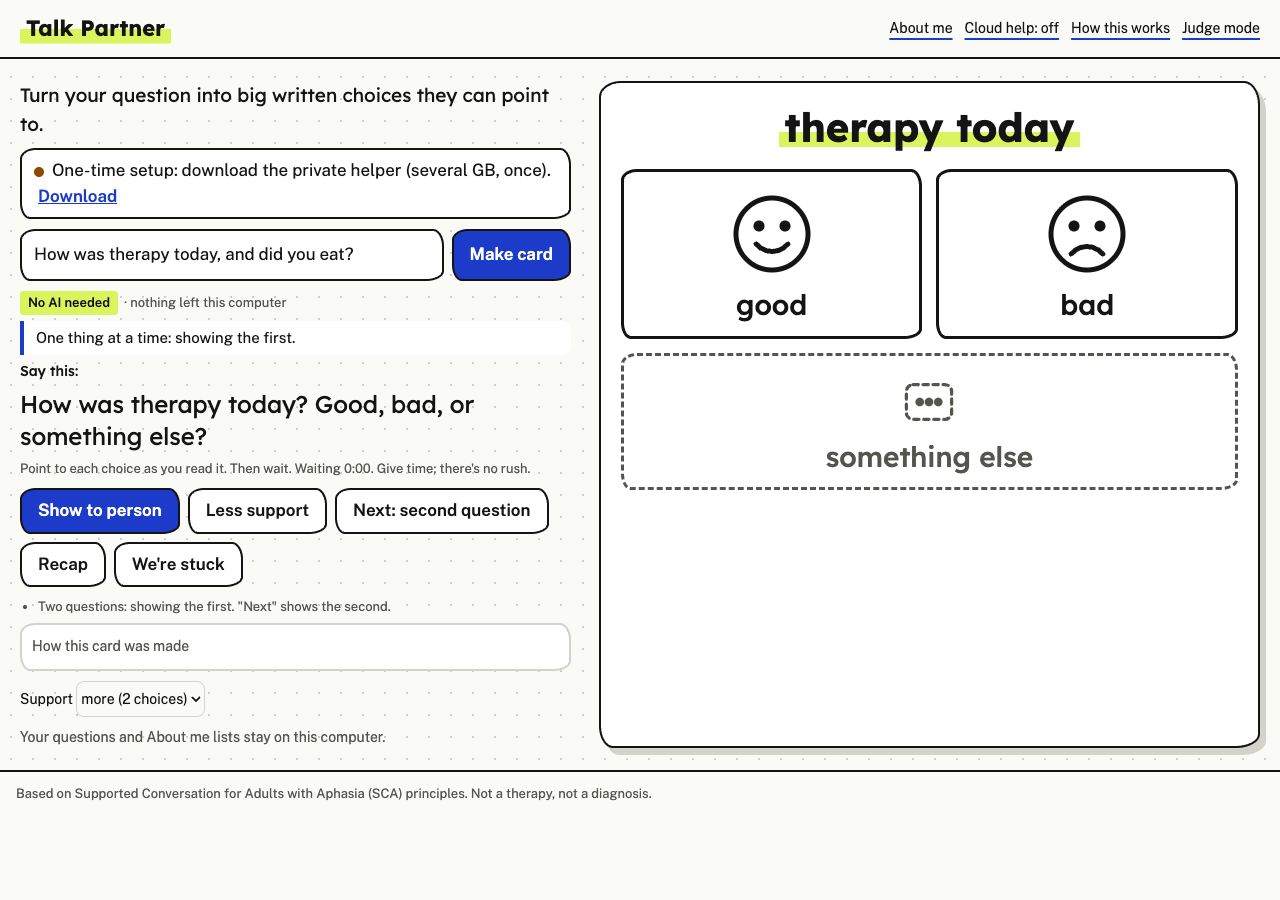 Talk Partner
About me Cloud help: off How this works Judge mode
Turn your question into big written choices they can point
to.
One-time setup: download the private helper (several GB, once).
Download
How was therapy today, and did you eat?
Make card
No AI needed · nothing left this computer
One thing at a time: showing the first.
Say this:
How was therapy today? Good, bad, or
something else?
Point to each choice as you read it. Then wait. Waiting 0:00. Give time; there's no rush.
Show to person
Less support
Next: second question
Recap
We're stuck
• Two questions: showing the first. "Next" shows the second.
How this card was made
Support more (2 choices)
Your questions and About me lists stay on this computer.
therapy today
good
bad
something else
Based on Supported Conversation for Adults with Aphasia (SCA) principles. Not a therapy, not a diagnosis.